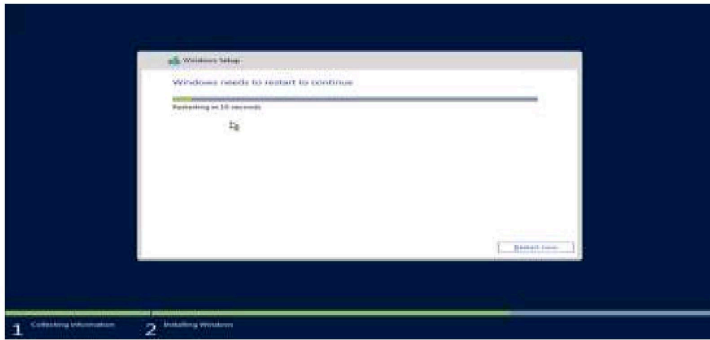 Windows Setup
Windows needs to restart to continue
Restarting in 10 seconds
Restart now
1 Collecting information
2 Installing Windows